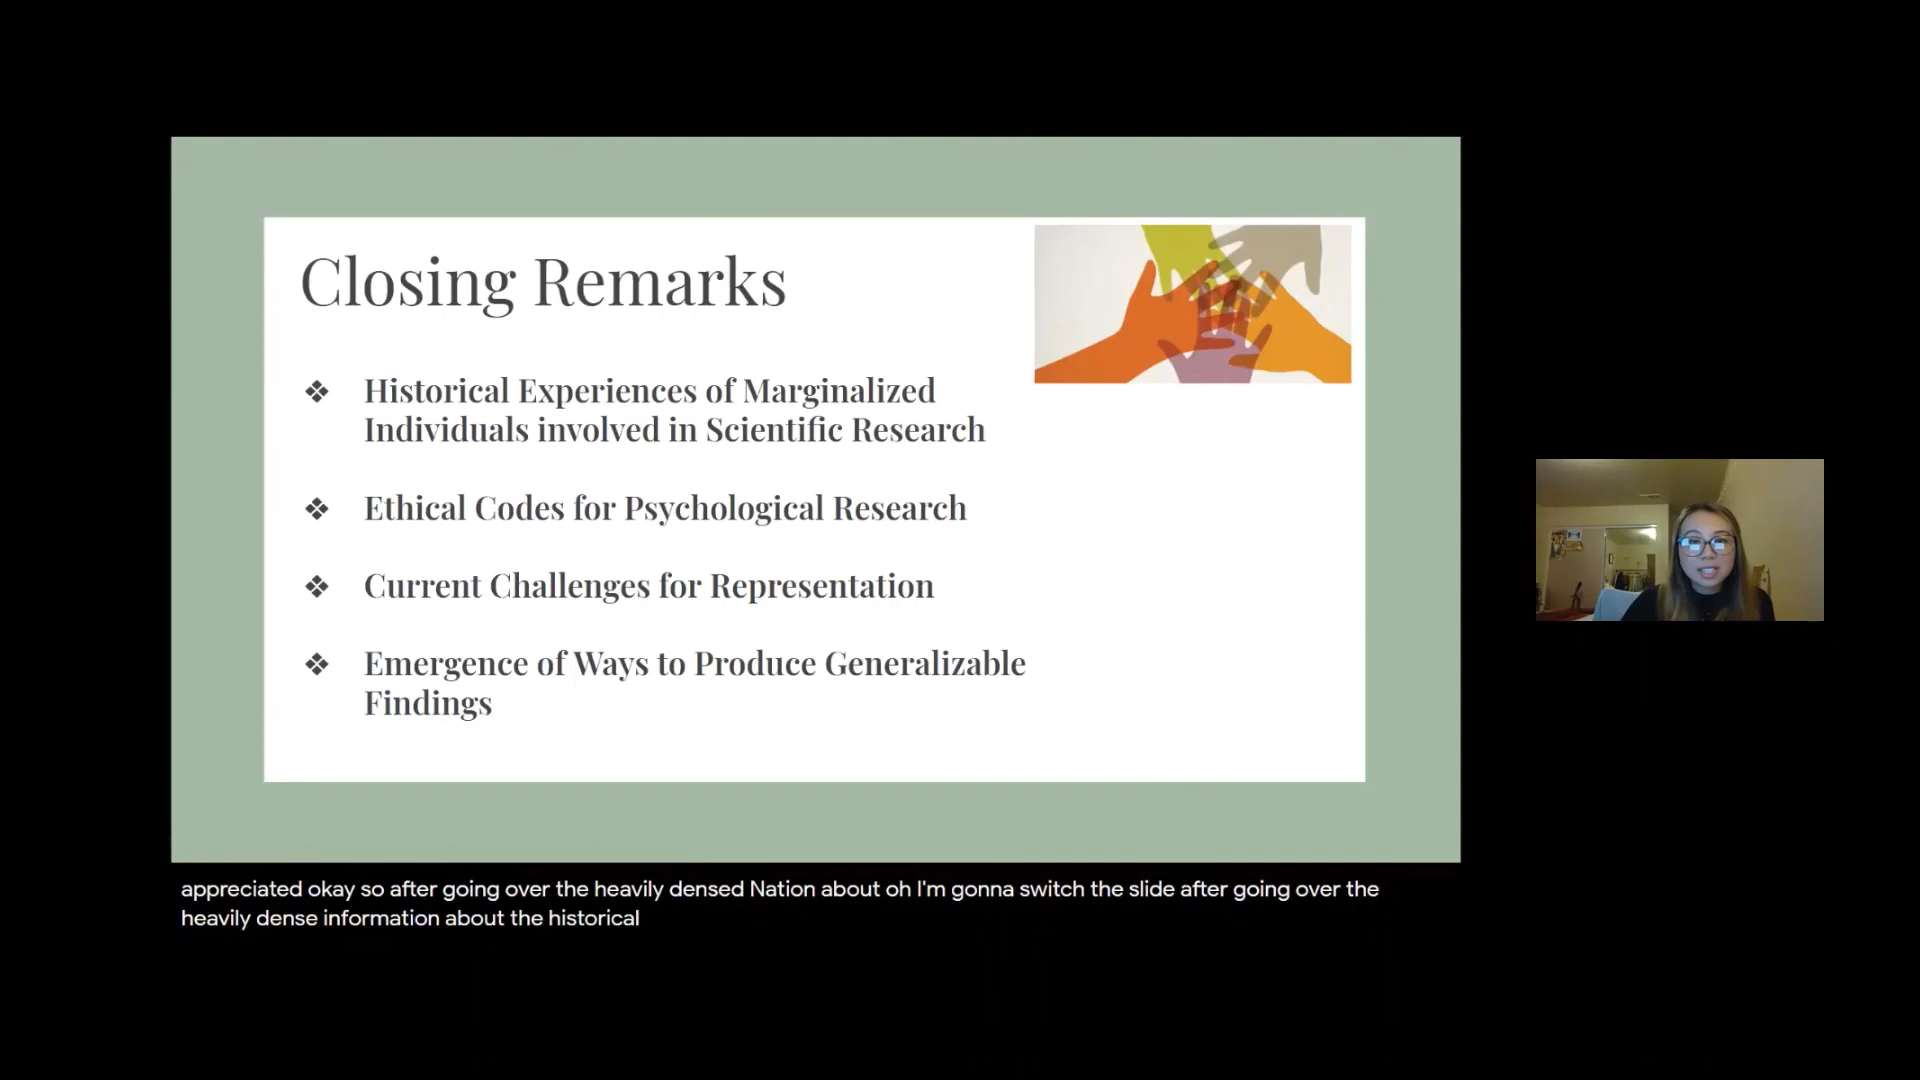 Closing Remarks
❖ Historical Experiences of Marginalized
Individuals involved in Scientific Research
❖ Ethical Codes for Psychological Research
❖ Current Challenges for Representation
❖ Emergence of Ways to Produce Generalizable
Findings
appreciated okay so after going over the heavily densed Nation about oh I'm gonna switch the slide after going over the
heavily dense information about the historical